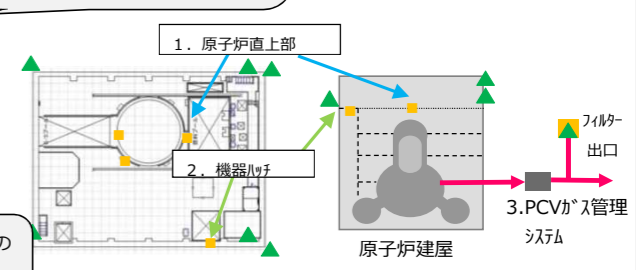 1. 原子炉直上部
2. 機器ﾊｯﾁ
の
原子炉建屋
ﾌｨﾙﾀｰ
出口
3.PCVｶﾞｽ管理
ｼｽﾃﾑ